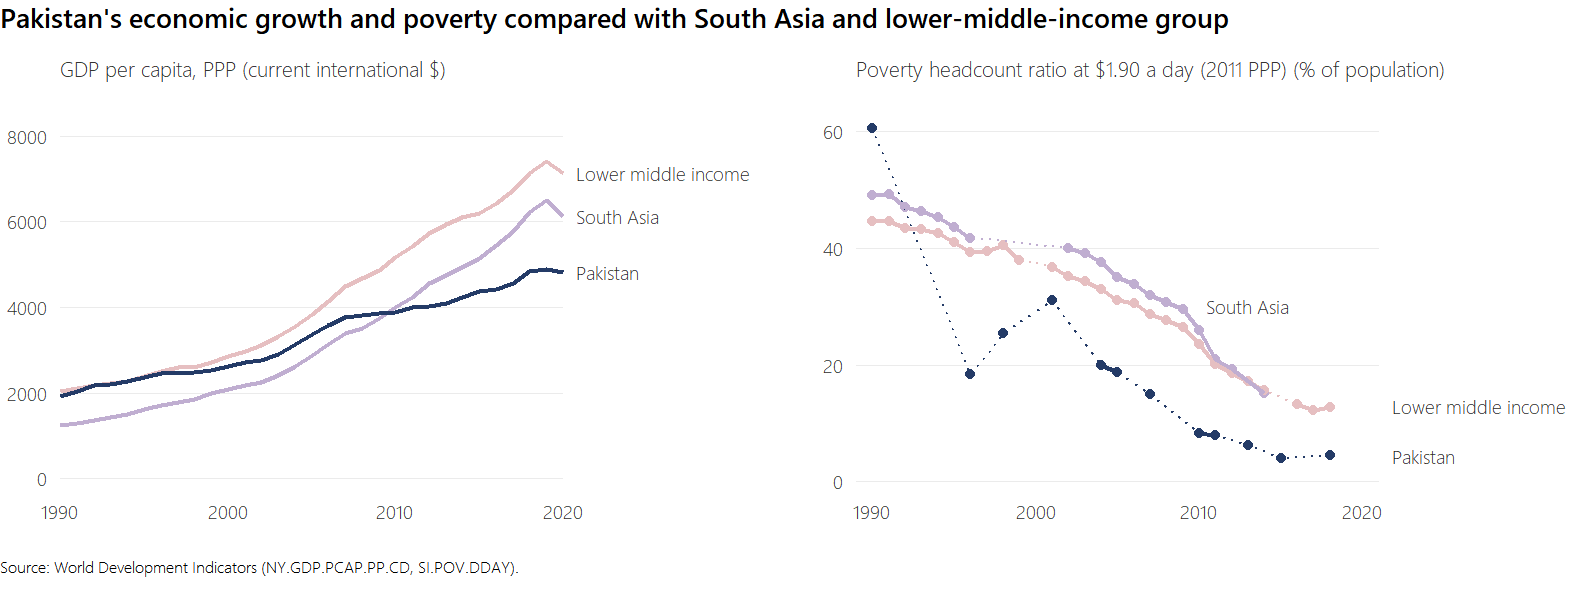 Pakistan's economic growth and poverty compared with South Asia and lower-middle-income group
GDP per capita, PPP (current international $)
8000
6000
4000
2000
0
1990
2000
2010
2020
Lower middle income
South Asia
Pakistan
Poverty headcount ratio at $1.90 a day (2011 PPP) (% of population)
60
40
20
0
1990
2000
2010
2020
South Asia
Lower middle income
Pakistan
Source: World Development Indicators (NY.GDP.PCAP.PP.CD, SI.POV.DDAY).